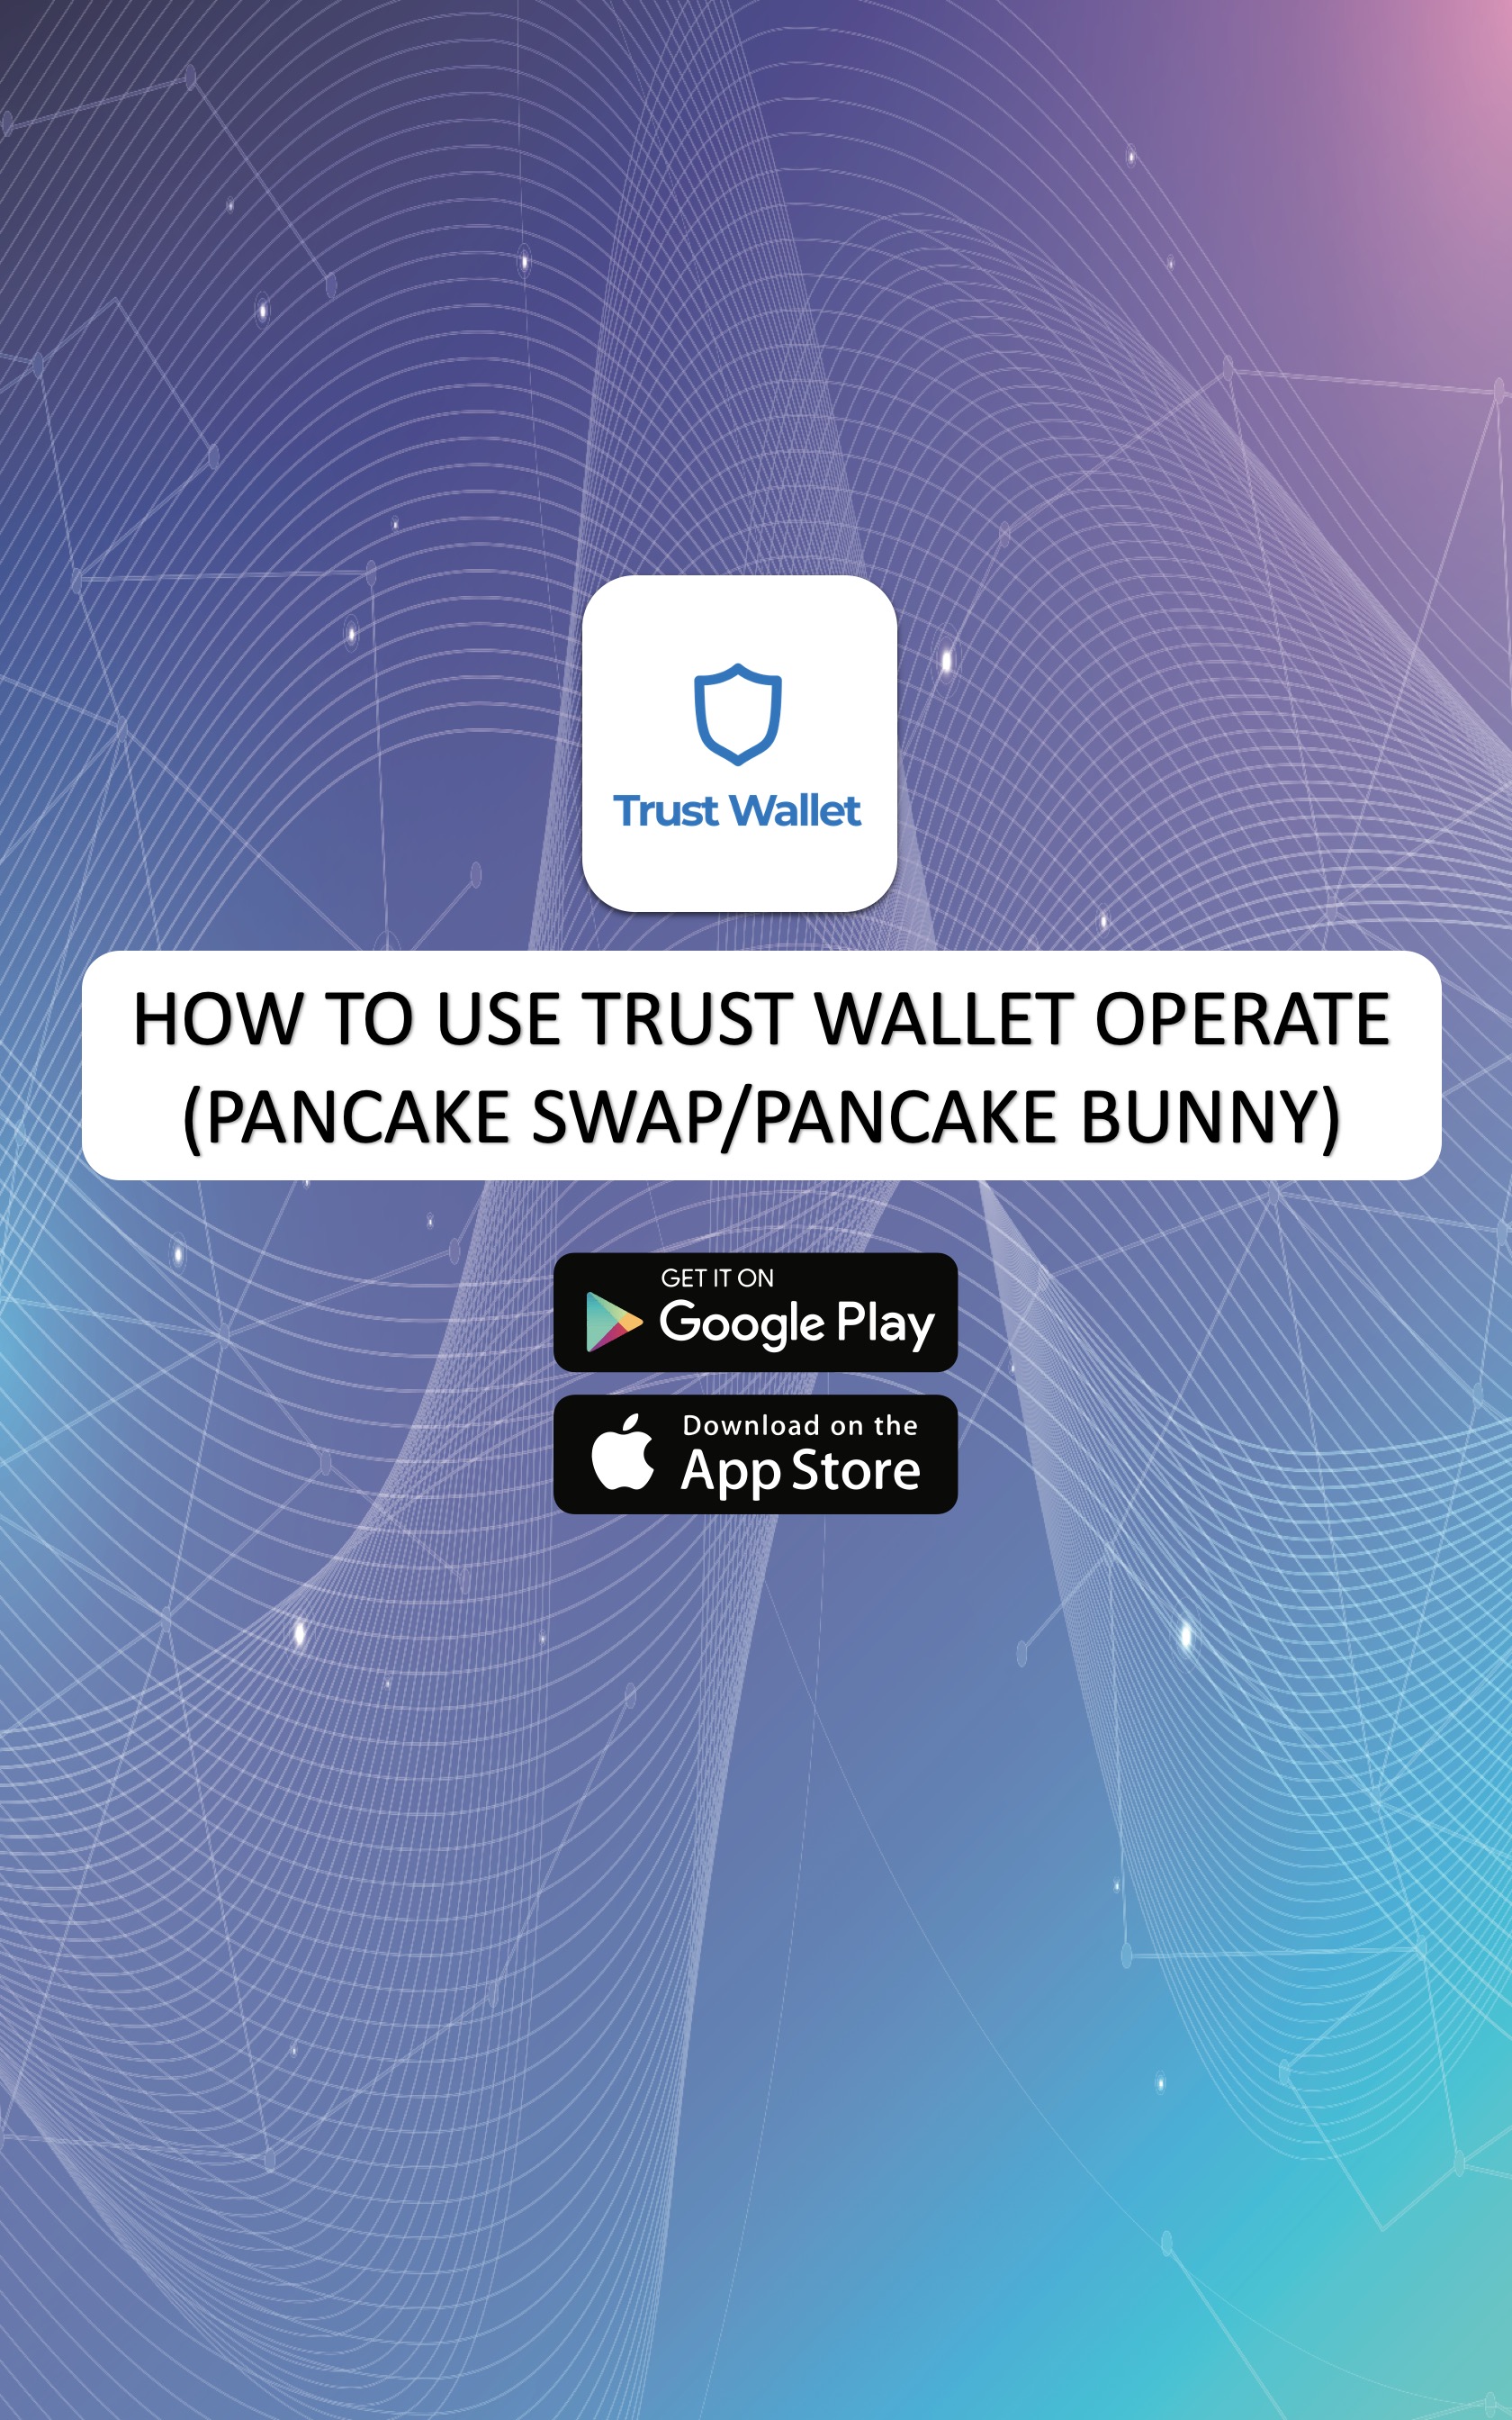 Trust Wallet
HOW TO USE TRUST WALLET OPERATE
(PANCAKE SWAP/PANCAKE BUNNY)
GET IT ON
Google Play
Download on the
App Store